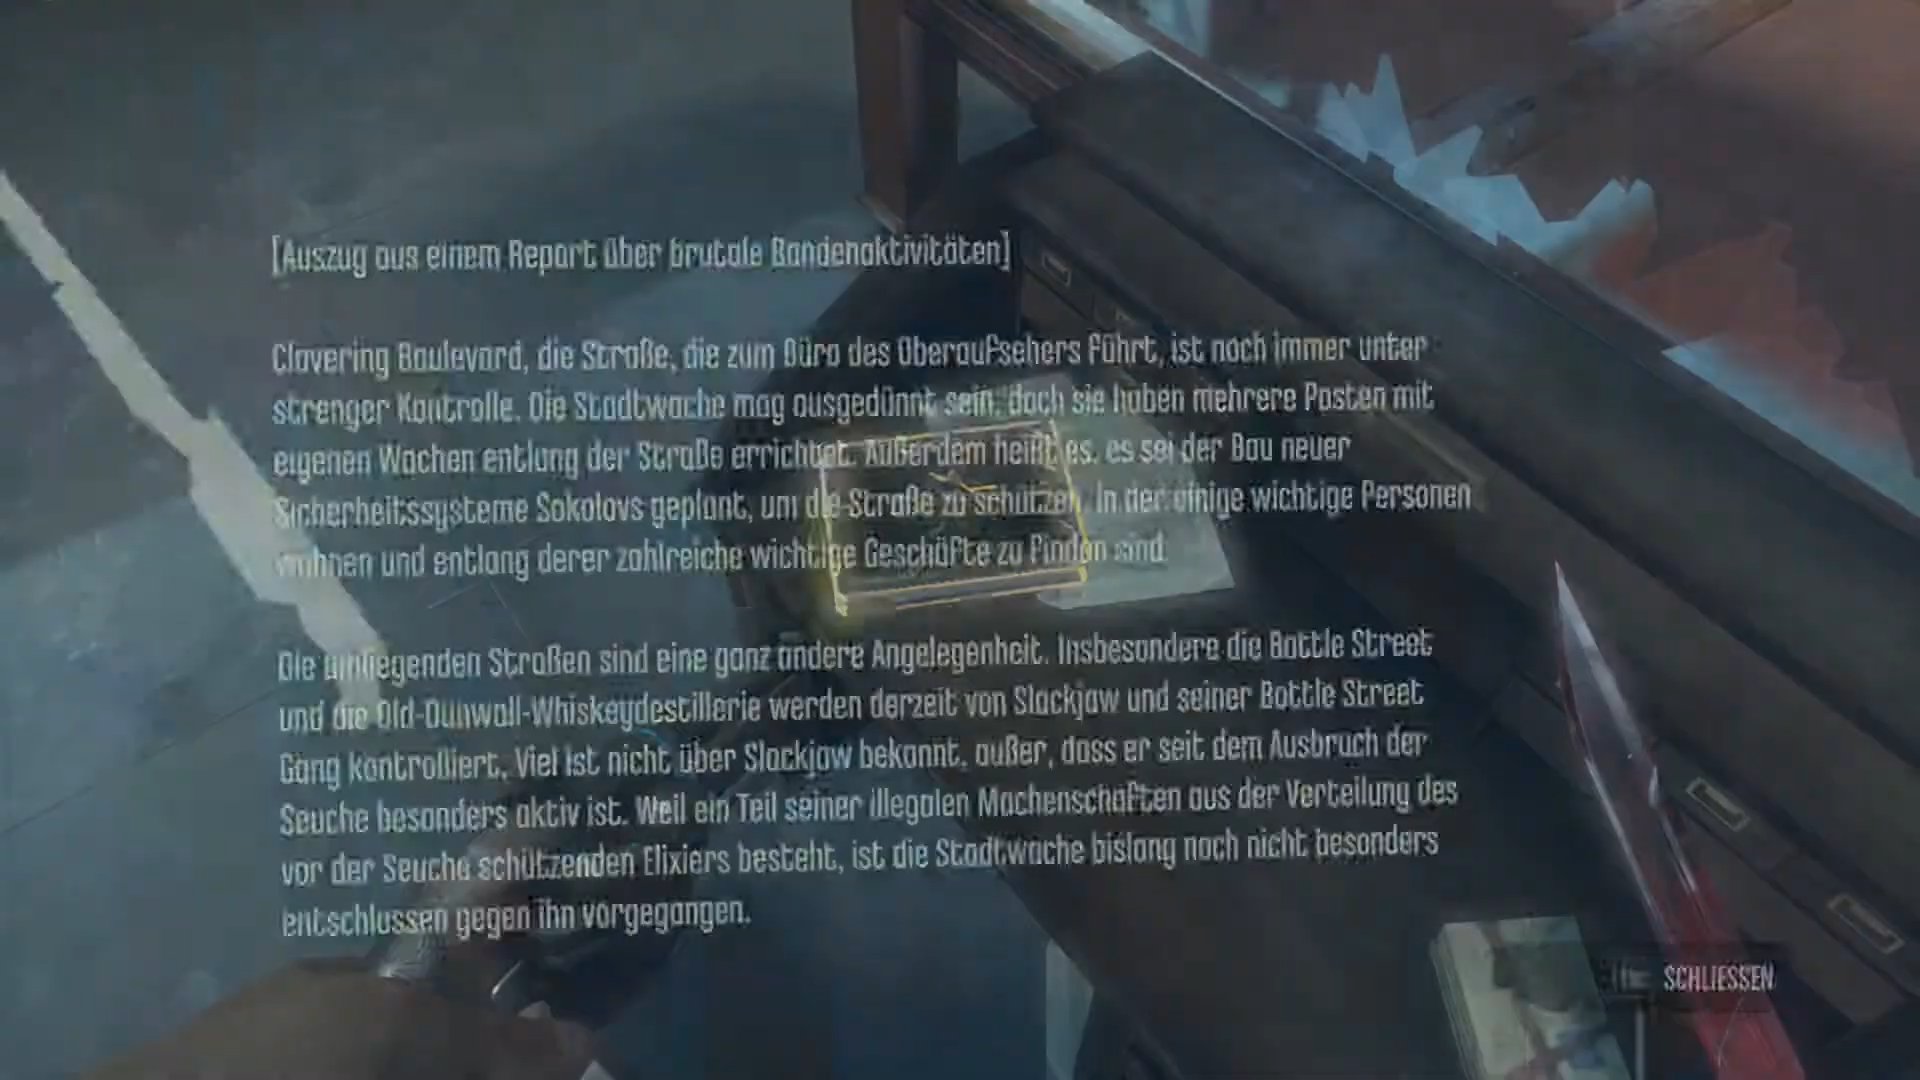 [Auszug aus einem Report über brutale Bandenaktivitäten]
Clavering Boulevard, die Straße, die zum Büro des Oberaufsehers führt, ist noch immer unter
strenger Kontrolle. Die Stadtwache mag ausgedünnt sein, doch sie haben mehrere Posten mit
eigenen Wachen entlang der Straße errichtet. Außerdem heißt es, es sei der Bau neuer
Sicherheitssysteme Sokolovs geplant, um die Straße zu schützen, in der einige wichtige Personen
wohnen und entlang derer zahlreiche wichtige Geschäfte zu finden sind.
Die umliegenden Straßen sind eine ganz andere Angelegenheit. Insbesondere die Bottle Street
und die Old-Dunwall-Whiskeydestillerie werden derzeit von Slackjaw und seiner Bottle Street
Gang kontrolliert. Viel ist nicht über Slackjaw bekannt, außer, dass er seit dem Ausbruch der
Seuche besonders aktiv ist. Weil ein Teil seiner illegalen Machenschaften aus der Verteilung des
vor der Seuche schützenden Elixiers besteht, ist die Stadtwache bislang noch nicht besonders
entschlossen gegen ihn vorgegangen.
SCHLIESSEN